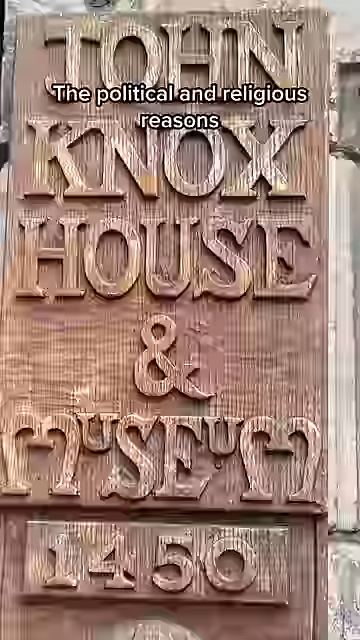 JOHN
The political and religious
reasons
KNOX
HOUSE
&
MUSEUM
1450